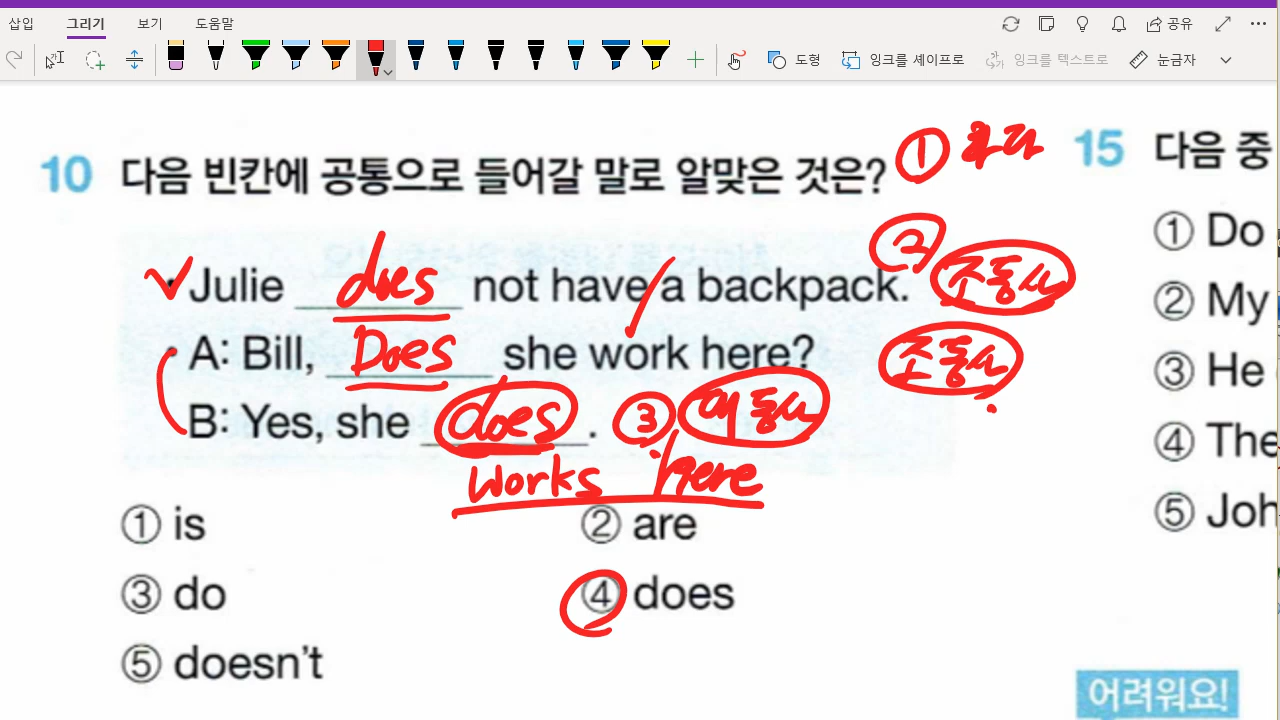 삽입 그리기 보기 도움말 공유
도형 잉크를 셰이프로 잉크를 텍스트로 눈금자
10 다음 빈칸에 공통으로 들어갈 말로 알맞은 것은? ①
Julie does not have a backpack. ② 조동사
A: Bill, Does she work here? 조동사
B: Yes, she does. ③
works here
① is ② are
③ do ④ does
⑤ doesn't
15 다음 중
① Do
② My
③ He
④ The
⑤ Joh
어려워요!